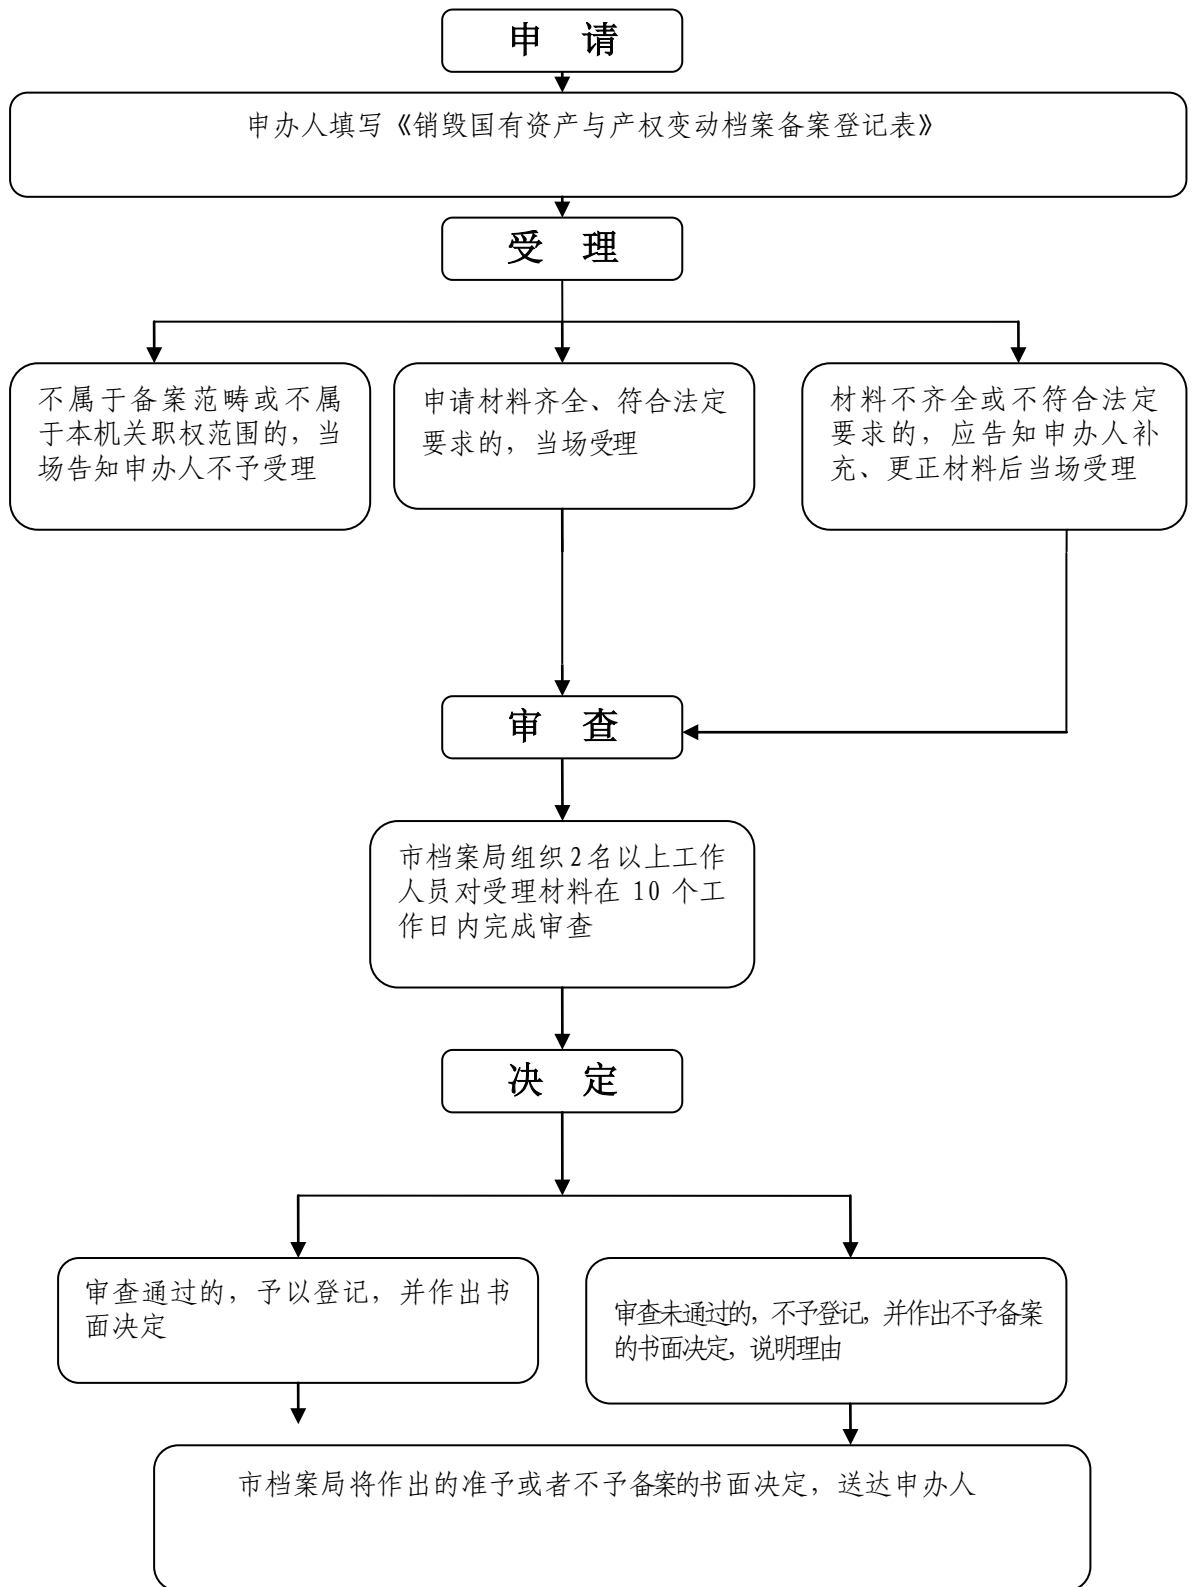 申 请
申办人填写《销毁国有资产与产权变动档案备案登记表》
受 理
不属于备案范畴或不属
于本机关职权范围的，当
场告知申办人不予受理
申请材料齐全、符合法定
要求的，当场受理
材料不齐全或不符合法定
要求的，应告知申办人补
充、更正材料后当场受理
审 查
市档案局组织2名以上工作
人员对受理材料在 10 个工
作日内完成审查
决 定
审查通过的，予以登记，并作出书
面决定
审查未通过的，不予登记，并作出不予备案
的书面决定，说明理由
市档案局将作出的准予或者不予备案的书面决定，送达申办人